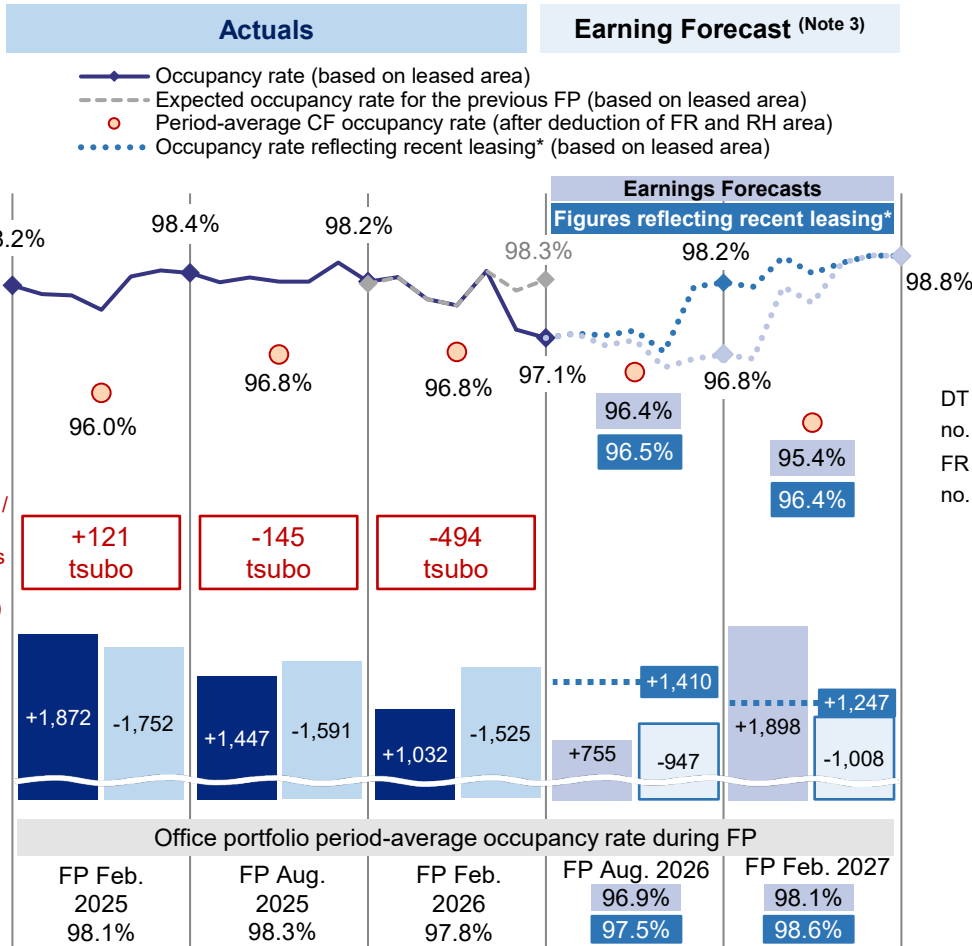 Actuals
Earning Forecast (Note 3)
Occupancy rate (based on leased area)
Expected occupancy rate for the previous FP (based on leased area)
Period-average CF occupancy rate (after deduction of FR and RH area)
Occupancy rate reflecting recent leasing* (based on leased area)
Earnings Forecasts
Figures reflecting recent leasing*
.2%
98.4%
98.2%
98.3%
98.2%
98.8%
96.0%
96.8%
96.8%
97.1%
96.8%
96.4%
96.5%
95.4%
96.4%
DT
no.
FR
no.
/
s
)
+121
tsubo
-145
tsubo
-494
tsubo
+1,872
-1,752
+1,447
-1,591
+1,032
-1,525
+755
+1,410
-947
+1,898
+1,247
-1,008
Office portfolio period-average occupancy rate during FP
FP Feb.
2025
98.1%
FP Aug.
2025
98.3%
FP Feb.
2026
97.8%
FP Aug. 2026
96.9%
97.5%
FP Feb. 2027
98.1%
98.6%